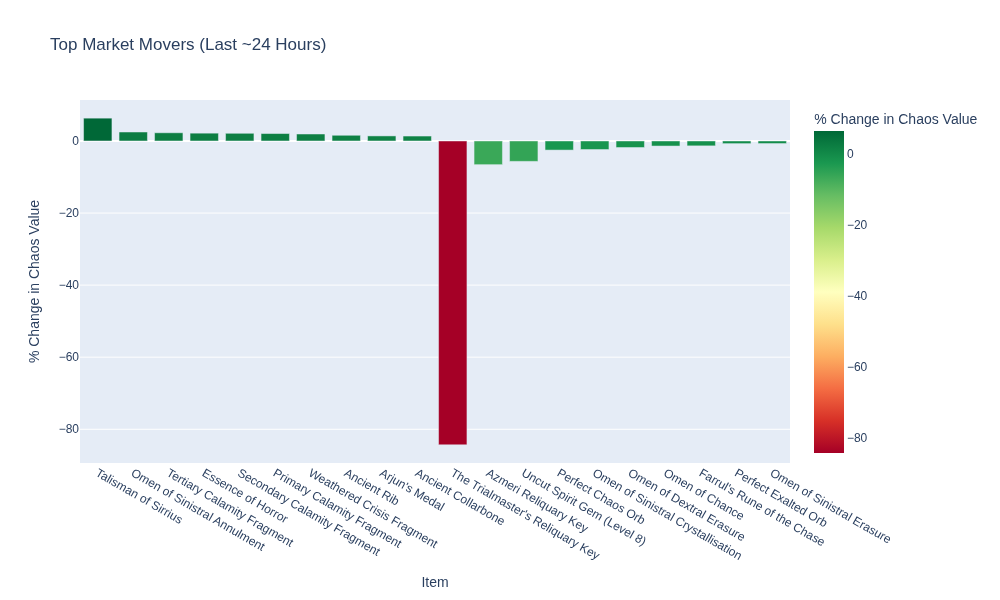 Top Market Movers (Last ~24 Hours)
% Change in Chaos Value
0
−20
−40
−60
−80
% Change in Chaos Value
0
−20
−40
−60
−80
Talisman of Sirrius
Omen of Sinistral Annulment
Tertiary Calamity Fragment
Essence of Horror
Secondary Calamity Fragment
Primary Calamity Fragment
Weathered Crisis Fragment
Ancient Rib
Arjun's Medal
Ancient Collarbone
The Trialmaster's Reliquary Key
Azmeri Reliquary Key
Uncut Spirit Gem (Level 8)
Perfect Chaos Orb
Omen of Sinistral Crystallisation
Omen of Dextral Erasure
Omen of Chance
Farrul's Rune of the Chase
Perfect Exalted Orb
Omen of Sinistral Erasure
Item